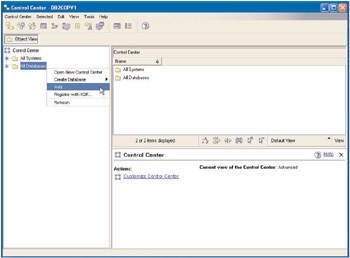 Control Center - DB2COPY1
Control Center Selected Edit View Tools Help
Object View
Control Center
All Systems
All Databases
Open New Control Center
Create Database
Add...
Register with XSR...
Refresh
Control Center
Name
All Systems
All Databases
2 of 2 items displayed
Default View
View
Control Center
Help
Actions:
Current view of the Control Center: Advanced
Customize Control Center